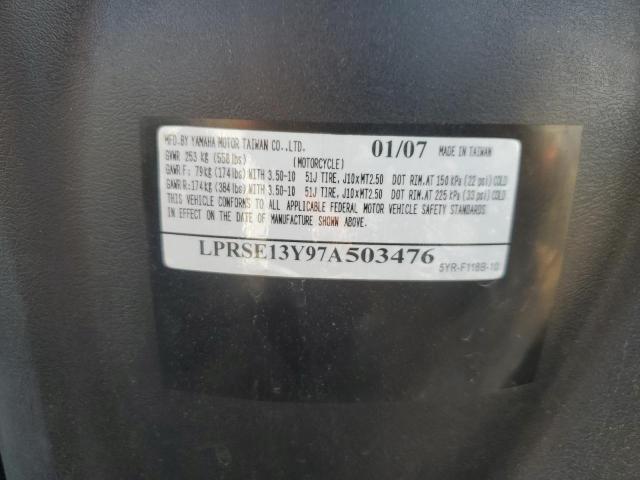 MFD.BY YAMAHA MOTOR TAIWAN CO.,LTD. 01/07 MADE IN TAIWAN
GVWR 253 kg (558 lbs) (MOTORCYCLE)
GAWR F: 79 kg (174 lbs) WITH 3.50-10 51J TIRE, J10xMT2.50 DOT RIM.AT 150 kPa (22 psi) COLD
GAWR R: 174 kg (384 lbs) WITH 3.50-10 51J TIRE, J10xMT2.50 DOT RIM.AT 225 kPa (33 psi) COLD
THIS VEHICLE CONFORMS TO ALL APPLICABLE FEDERAL MOTOR VEHICLE SAFETY STANDARDS
IN EFFECT ON THE DATE OF MANUFACTURE SHOWN ABOVE.
LPRSE13Y97A503476
5YR-F118B-10